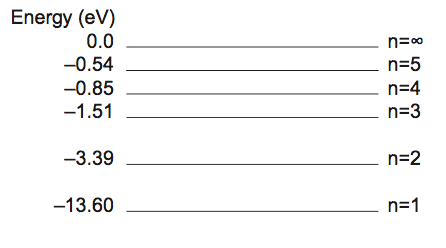 Energy (eV)
0.0 n=∞
–0.54 n=5
–0.85 n=4
–1.51 n=3
–3.39 n=2
–13.60 n=1